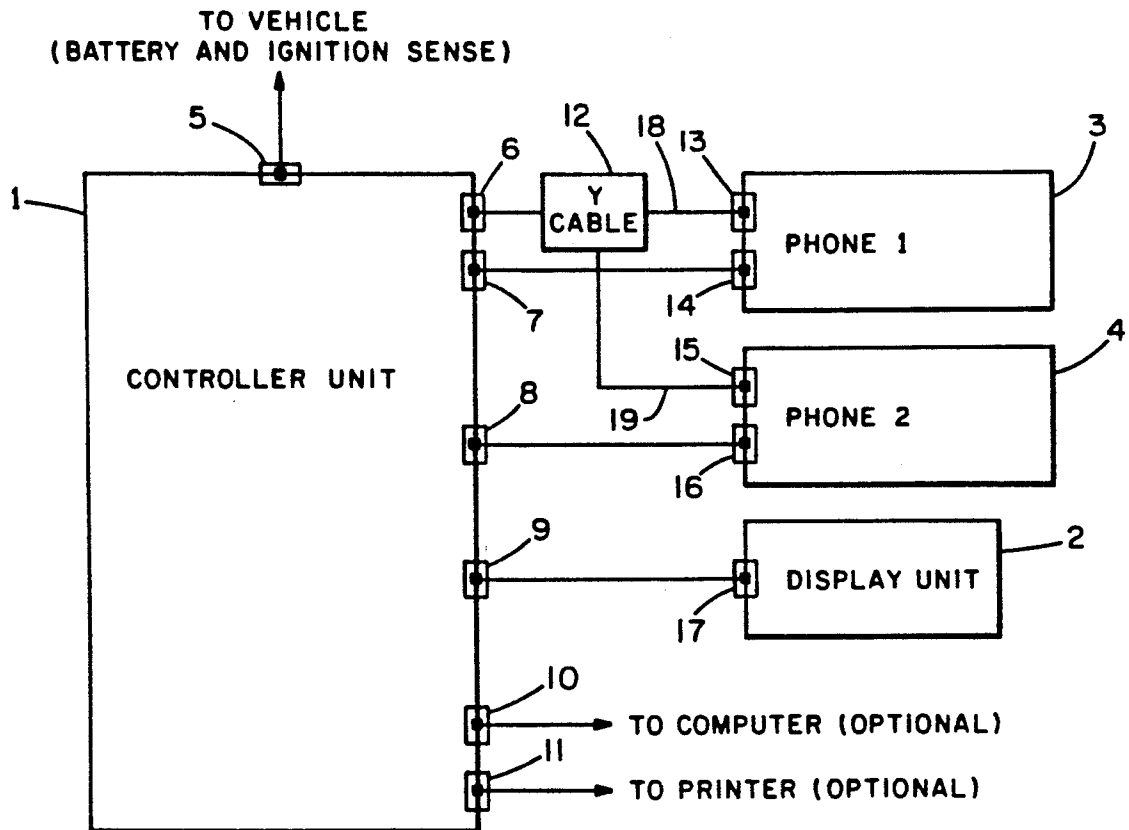 TO VEHICLE
(BATTERY AND IGNITION SENSE)
5
12
18
13
3
6
1
Y
CABLE
PHONE 1
7
14
15
4
CONTROLLER UNIT
8
19
PHONE 2
16
9
2
DISPLAY UNIT
17
10
TO COMPUTER (OPTIONAL)
11
TO PRINTER (OPTIONAL)